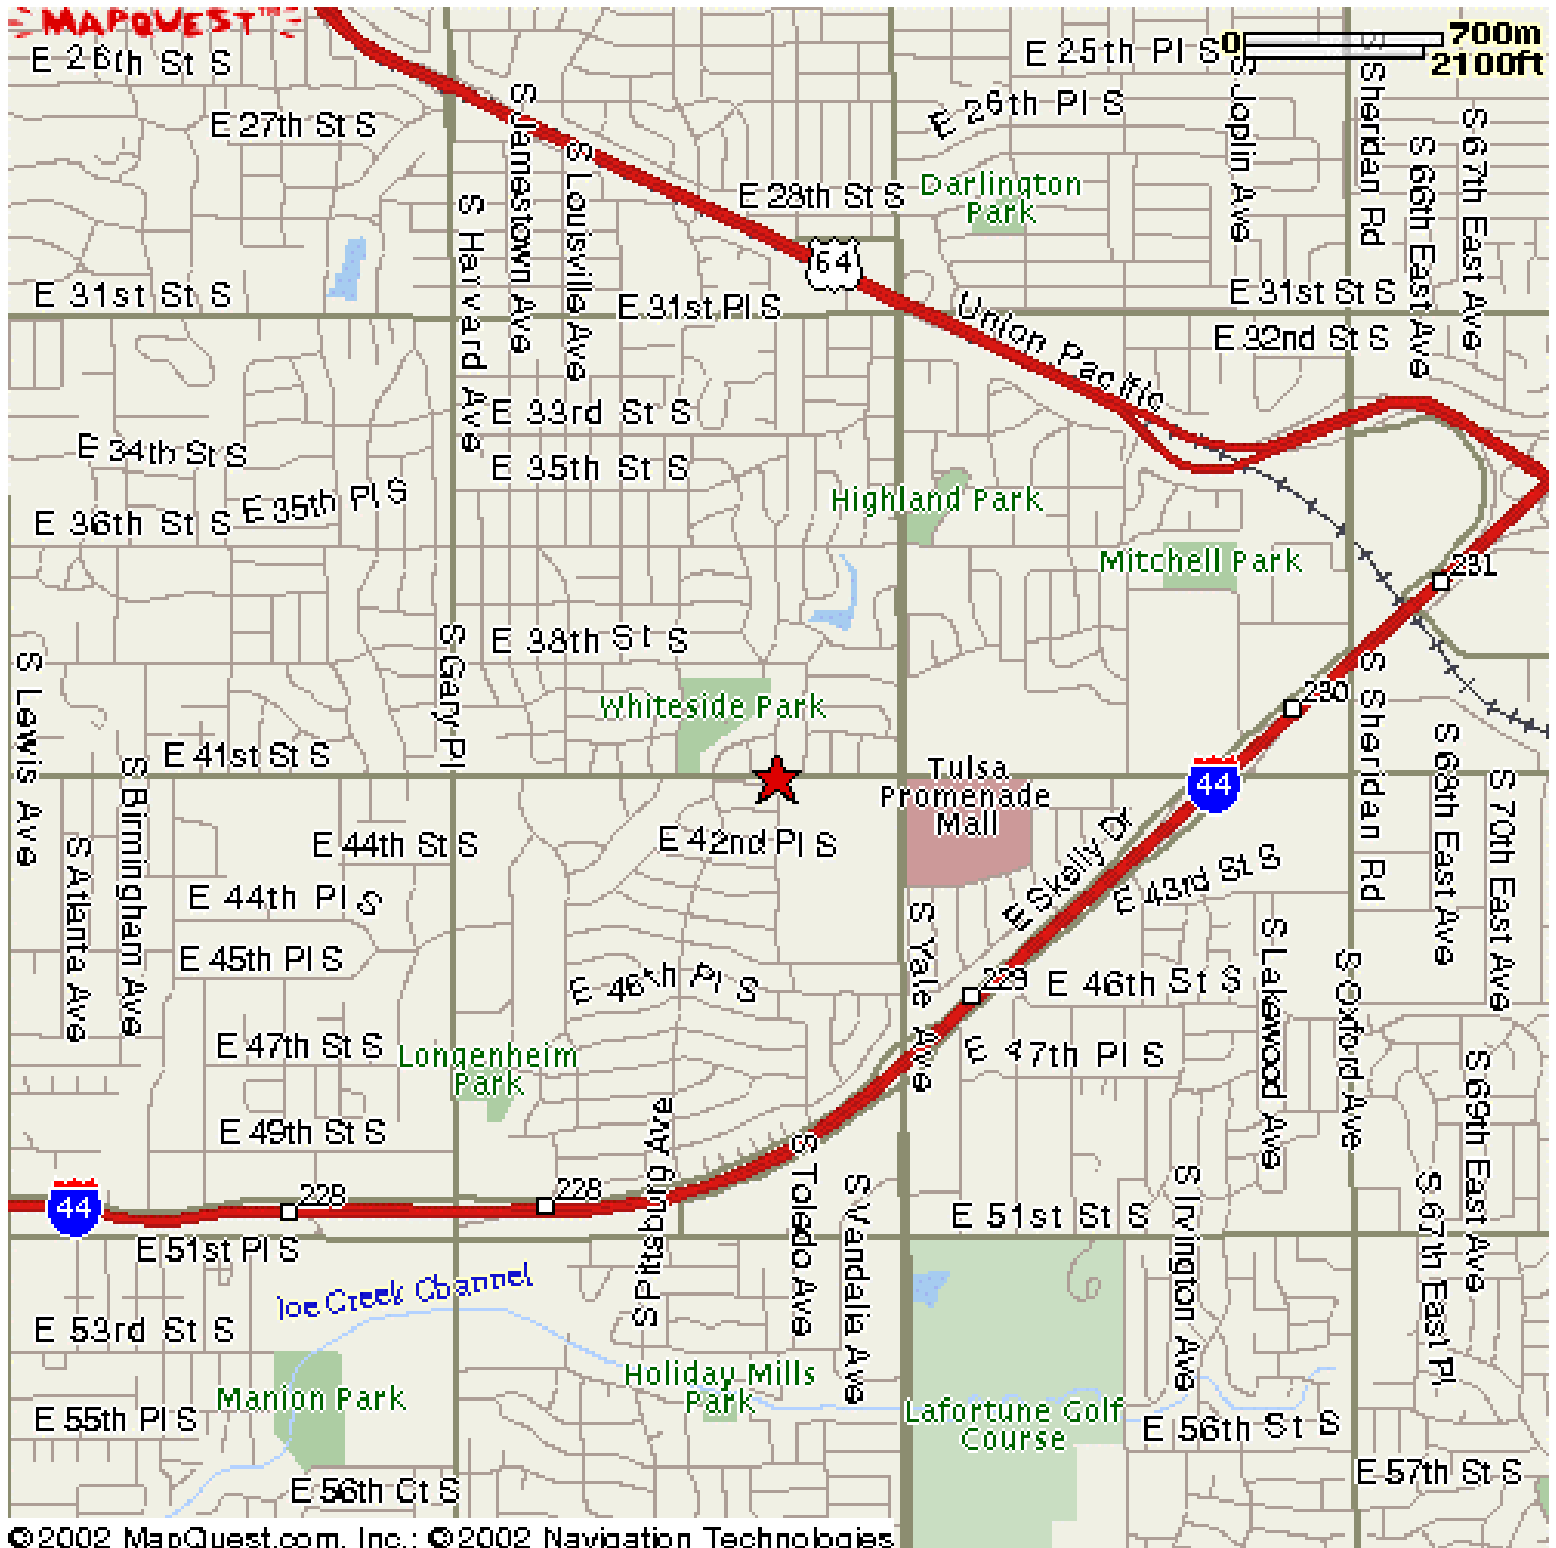 MAPQUEST™
E 26th St S
E 25th Pl S
0
700m
2100ft
E 27th St S
E 26th Pl S
S Jamestown Ave
S Louisville Ave
S Harvard Ave
E 28th St S
Darlington
Park
S Joplin Ave
S Sheridan Rd
S 66th East Ave
S 67th East Ave
64
E 31st St S
E 31st Pl S
Union Pacific
E 31st St S
E 32nd St S
E 33rd St S
E 34th St S
E 35th St S
E 35th Pl S
E 36th St S
Highland Park
Mitchell Park
231
E 38th St S
S Gary Pl
S Lewis Ave
Whiteside Park
230
S Sheridan Rd
E 41st St S
S Birmingham Ave
Tulsa
Promenade
Mall
44
S 68th East Ave
S 70th East Ave
E 42nd Pl S
E 44th St S
S Atlanta Ave
E Skelly Dr
E 43rd St S
E 44th Pl S
S Yale Ave
S Lakewood Ave
S Oxford Ave
E 45th Pl S
E 46th Pl S
229
E 46th St S
E 47th St S
Longenheim
Park
E 47th Pl S
S 69th East Ave
E 49th St S
S Pittsburg Ave
S Toledo Ave
S Vandalia Ave
S Irvington Ave
S 67th East Pl
44
228
228
E 51st St S
E 51st Pl S
Joe Creek Channel
E 53rd St S
Manion Park
Holiday Mills
Park
E 55th Pl S
Lafortune Golf
Course
E 56th St S
E 56th Ct S
E 57th St S
©2002 MapQuest.com, Inc.; ©2002 Navigation Technologies